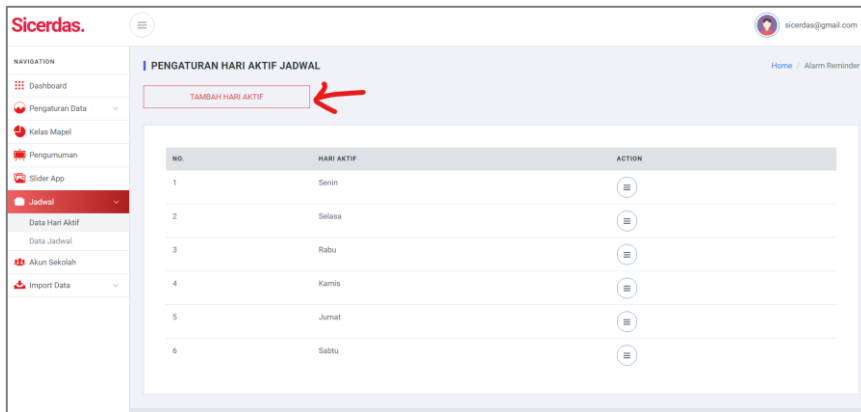 Sicerdas.
sicerdas@gmail.com
NAVIGATION
Dashboard
Pengaturan Data
Kelas Mapel
Pengumuman
Slider App
Jadwal
Data Hari Aktif
Data Jadwal
Akun Sekolah
Import Data
PENGATURAN HARI AKTIF JADWAL
Home / Alarm Reminder
TAMBAH HARI AKTIF
NO. HARI AKTIF ACTION
1 Senin
2 Selasa
3 Rabu
4 Kamis
5 Jumat
6 Sabtu